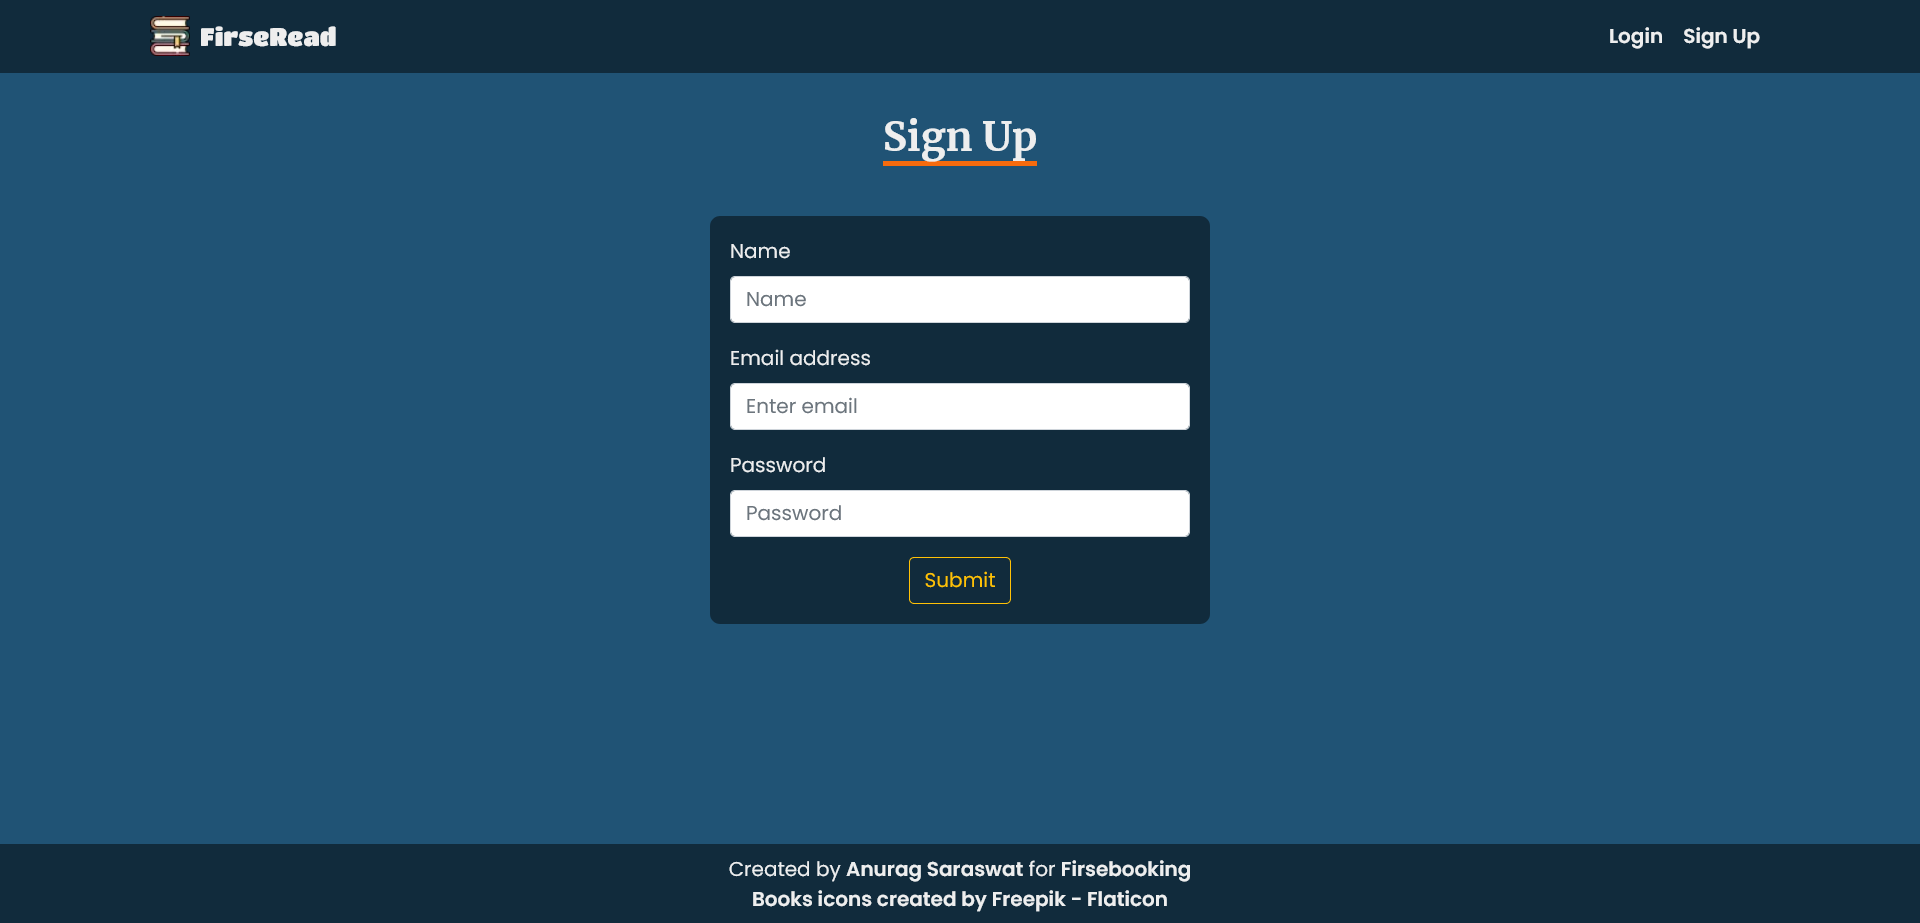 FirseRead
Login
Sign Up
Sign Up
Name
Name
Email address
Enter email
Password
Password
Submit
Created by Anurag Saraswat for Firsebooking
Books icons created by Freepik - Flaticon